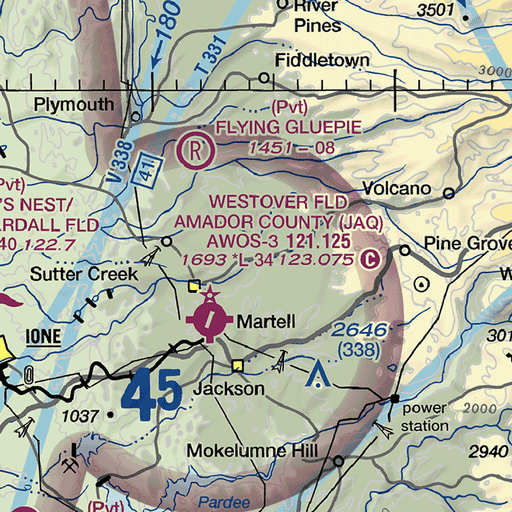 River
Pines
3501
Fiddletown
T 331
180
3000
Plymouth
(Pvt)
FLYING GLUEPIE
1451 - 08
R
V 338
41
Volcano
Pvt)
'S NEST/
ARDALL FLD
40 122.7
WESTOVER FLD
AMADOR COUNTY (JAQ)
AWOS-3 121.125
1693 *L 34 123.075 C
Pine Grove
Sutter Creek
W
IONE
Martell
2646
(338)
301
45
Jackson
1037
power
station
2000
Mokelumne Hill
2940
Pardee
(Pvt)